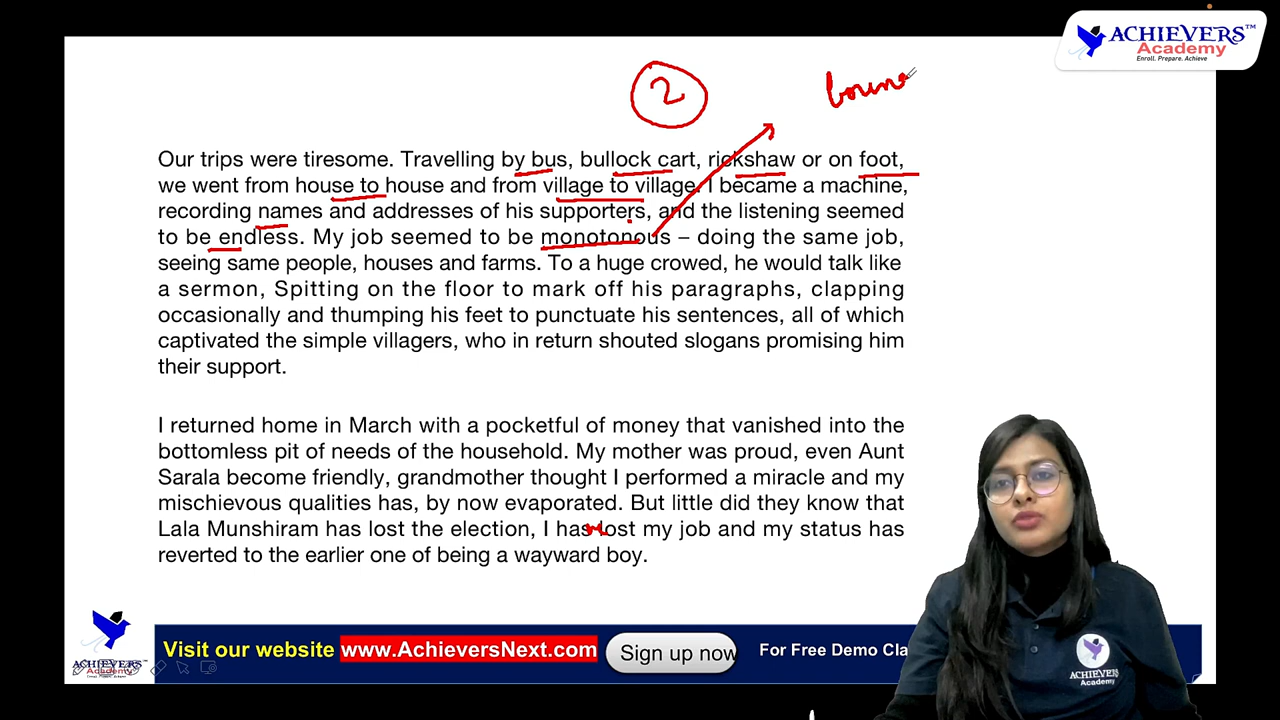 ACHIEVERS™
Academy
Enroll. Prepare. Achieve
2
Our trips were tiresome. Travelling by bus, bullock cart, rickshaw or on foot,
we went from house to house and from village to village. I became a machine,
recording names and addresses of his supporters, and the listening seemed
to be endless. My job seemed to be monotonous – doing the same job,
seeing same people, houses and farms. To a huge crowed, he would talk like
a sermon, Spitting on the floor to mark off his paragraphs, clapping
occasionally and thumping his feet to punctuate his sentences, all of which
captivated the simple villagers, who in return shouted slogans promising him
their support.
I returned home in March with a pocketful of money that vanished into the
bottomless pit of needs of the household. My mother was proud, even Aunt
Sarala become friendly, grandmother thought I performed a miracle and my
mischievous qualities has, by now evaporated. But little did they know that
Lala Munshiram has lost the election, I has lost my job and my status has
reverted to the earlier one of being a wayward boy.
ACHIEVERS
Academy
Visit our website www.AchieversNext.com Sign up now For Free Demo Cla
ACHIEVERS
Academy